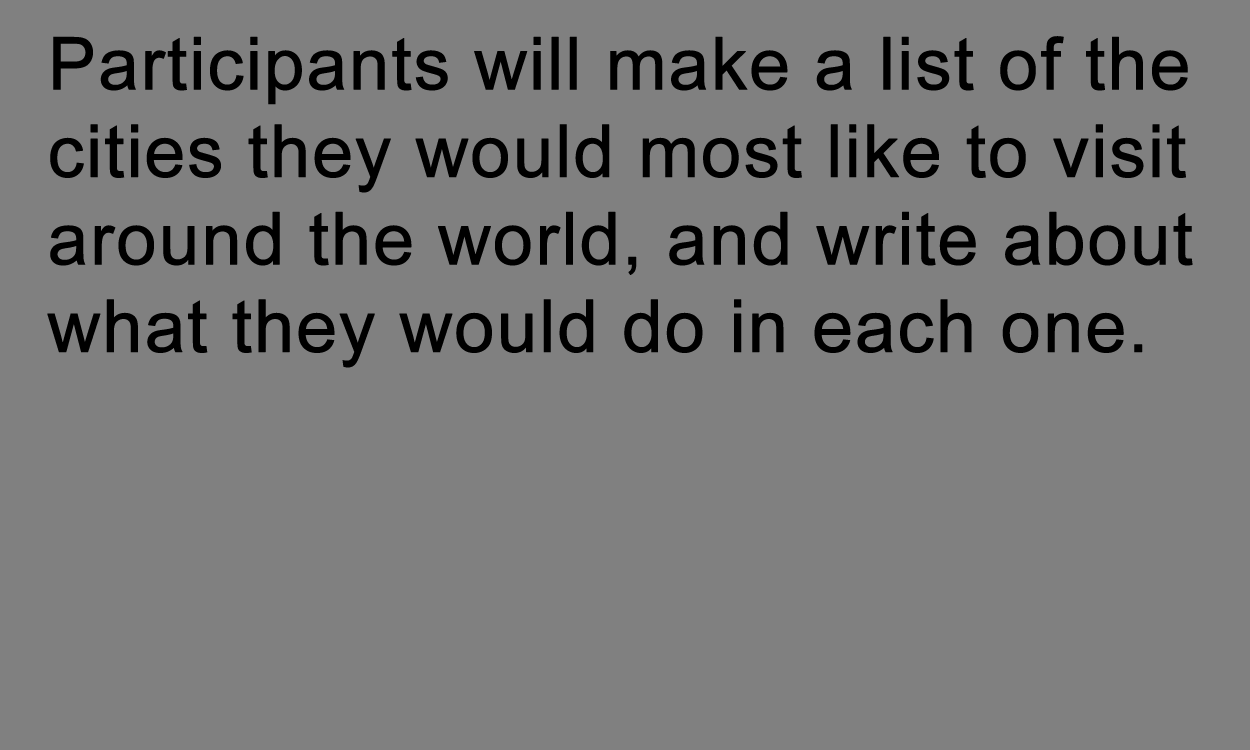 Participants will make a list of the
cities they would most like to visit
around the world, and write about
what they would do in each one.